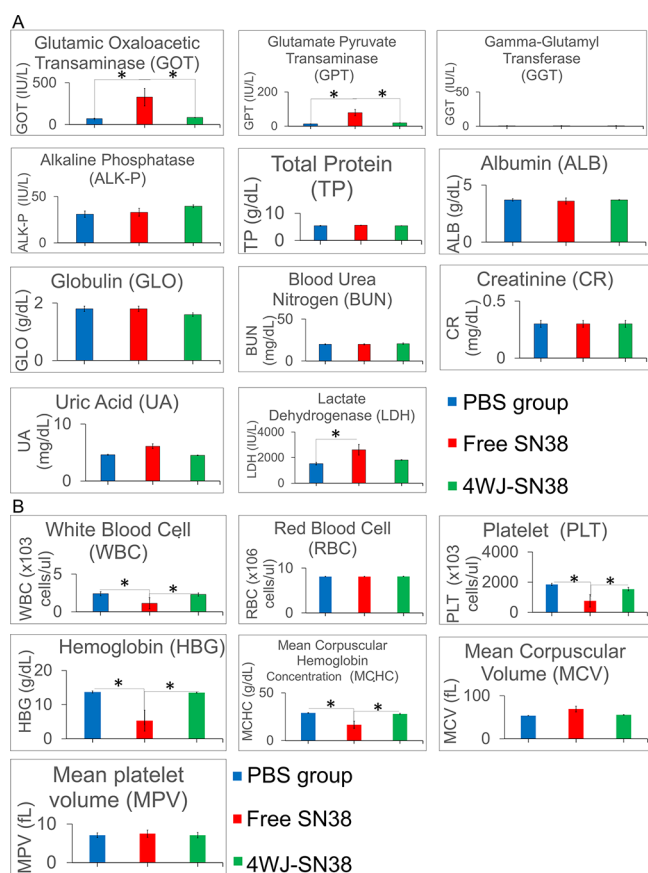 A
Glutamic Oxaloacetic
Transaminase (GOT)
GOT (IU/L)
500
0
* *
Glutamate Pyruvate
Transaminase
(GPT)
GPT (IU/L)
200
0
* *
Gamma-Glutamyl
Transferase
(GGT)
GGT (IU/L)
50
0
Alkaline Phosphatase
(ALK-P)
ALK-P (IU/L)
50
0
Total Protein
(TP)
TP (g/dL)
10
0
Albumin (ALB)
ALB (g/dL)
5
0
Globulin (GLO)
GLO (g/dL)
2
0
Blood Urea
Nitrogen (BUN)
BUN
(mg/dL)
50
0
Creatinine (CR)
CR
(mg/dL)
0.5
0
Uric Acid (UA)
UA
(mg/dL)
10
0
Lactate
Dehydrogenase (LDH)
LDH (IU/L)
4000
2000
0
*
PBS group
Free SN38
4WJ-SN38
B
White Blood Cell
(WBC)
WBC (x103
cells/ul)
5
0
* *
Red Blood Cell
(RBC)
RBC (x106
cells/ul)
10
0
Platelet (PLT)
PLT (x103
cells/ul)
4000
2000
0
* *
Hemoglobin (HBG)
HBG (g/dL)
20
10
0
* *
Mean Corpuscular
Hemoglobin
Concentration (MCHC)
MCHC (g/dL)
50
0
* *
Mean Corpuscular
Volume (MCV)
MCV (fL)
100
0
Mean platelet
volume (MPV)
MPV (fL)
10
0
PBS group
Free SN38
4WJ-SN38